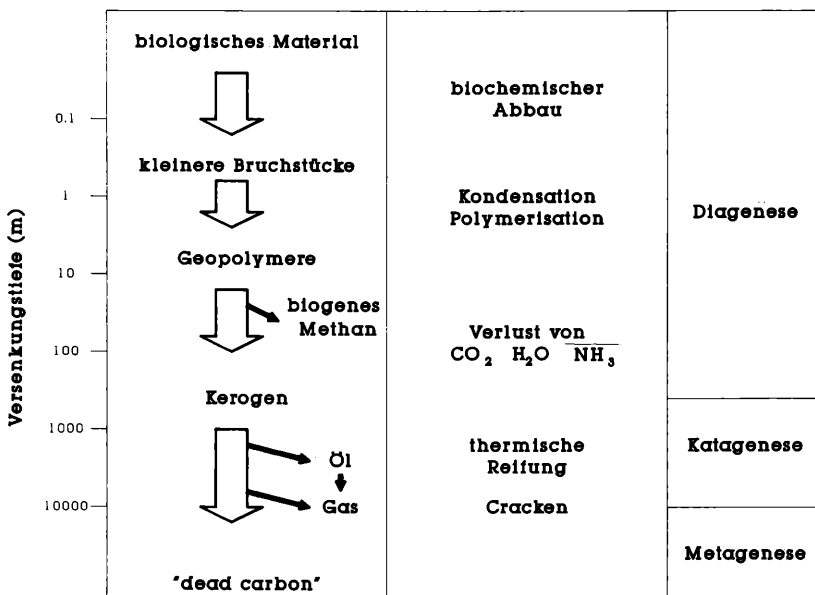 Versenkungstiefe (m)
0.1
1
10
100
1000
10000
biologisches Material
kleinere Bruchstücke
Geopolymere
biogenes
Methan
Kerogen
Öl
Gas
"dead carbon"
biochemischer
Abbau
Kondensation
Polymerisation
Verlust von
CO₂ H₂O NH₃
thermische
Reifung
Cracken
Diagenese
Katagenese
Metagenese